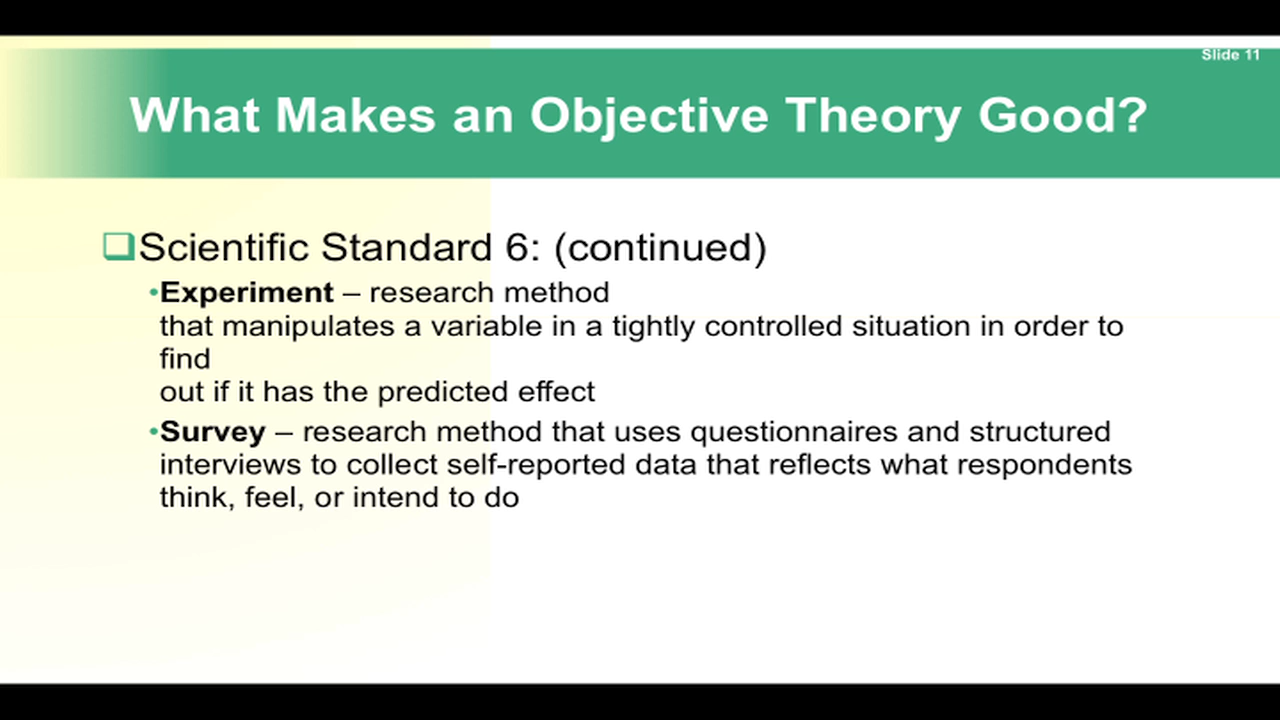 Slide 11
What Makes an Objective Theory Good?
Scientific Standard 6: (continued)
•Experiment – research method
that manipulates a variable in a tightly controlled situation in order to
find
out if it has the predicted effect
•Survey – research method that uses questionnaires and structured
interviews to collect self-reported data that reflects what respondents
think, feel, or intend to do